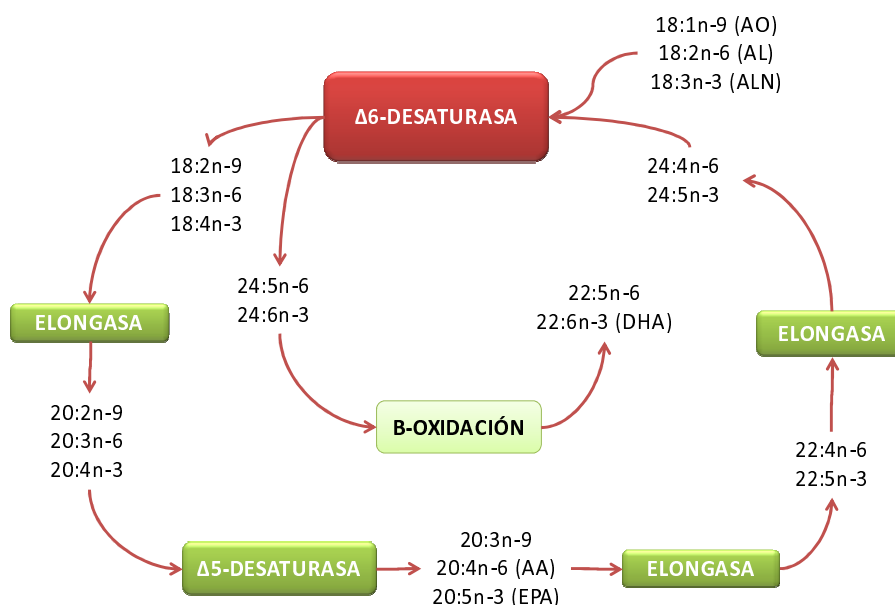 18:1n-9 (AO)
18:2n-6 (AL)
18:3n-3 (ALN)
Δ6-DESATURASA
18:2n-9
18:3n-6
18:4n-3
24:4n-6
24:5n-3
24:5n-6
24:6n-3
22:5n-6
22:6n-3 (DHA)
ELONGASA
ELONGASA
20:2n-9
20:3n-6
20:4n-3
B-OXIDACIÓN
22:4n-6
22:5n-3
Δ5-DESATURASA
20:3n-9
20:4n-6 (AA)
20:5n-3 (EPA)
ELONGASA